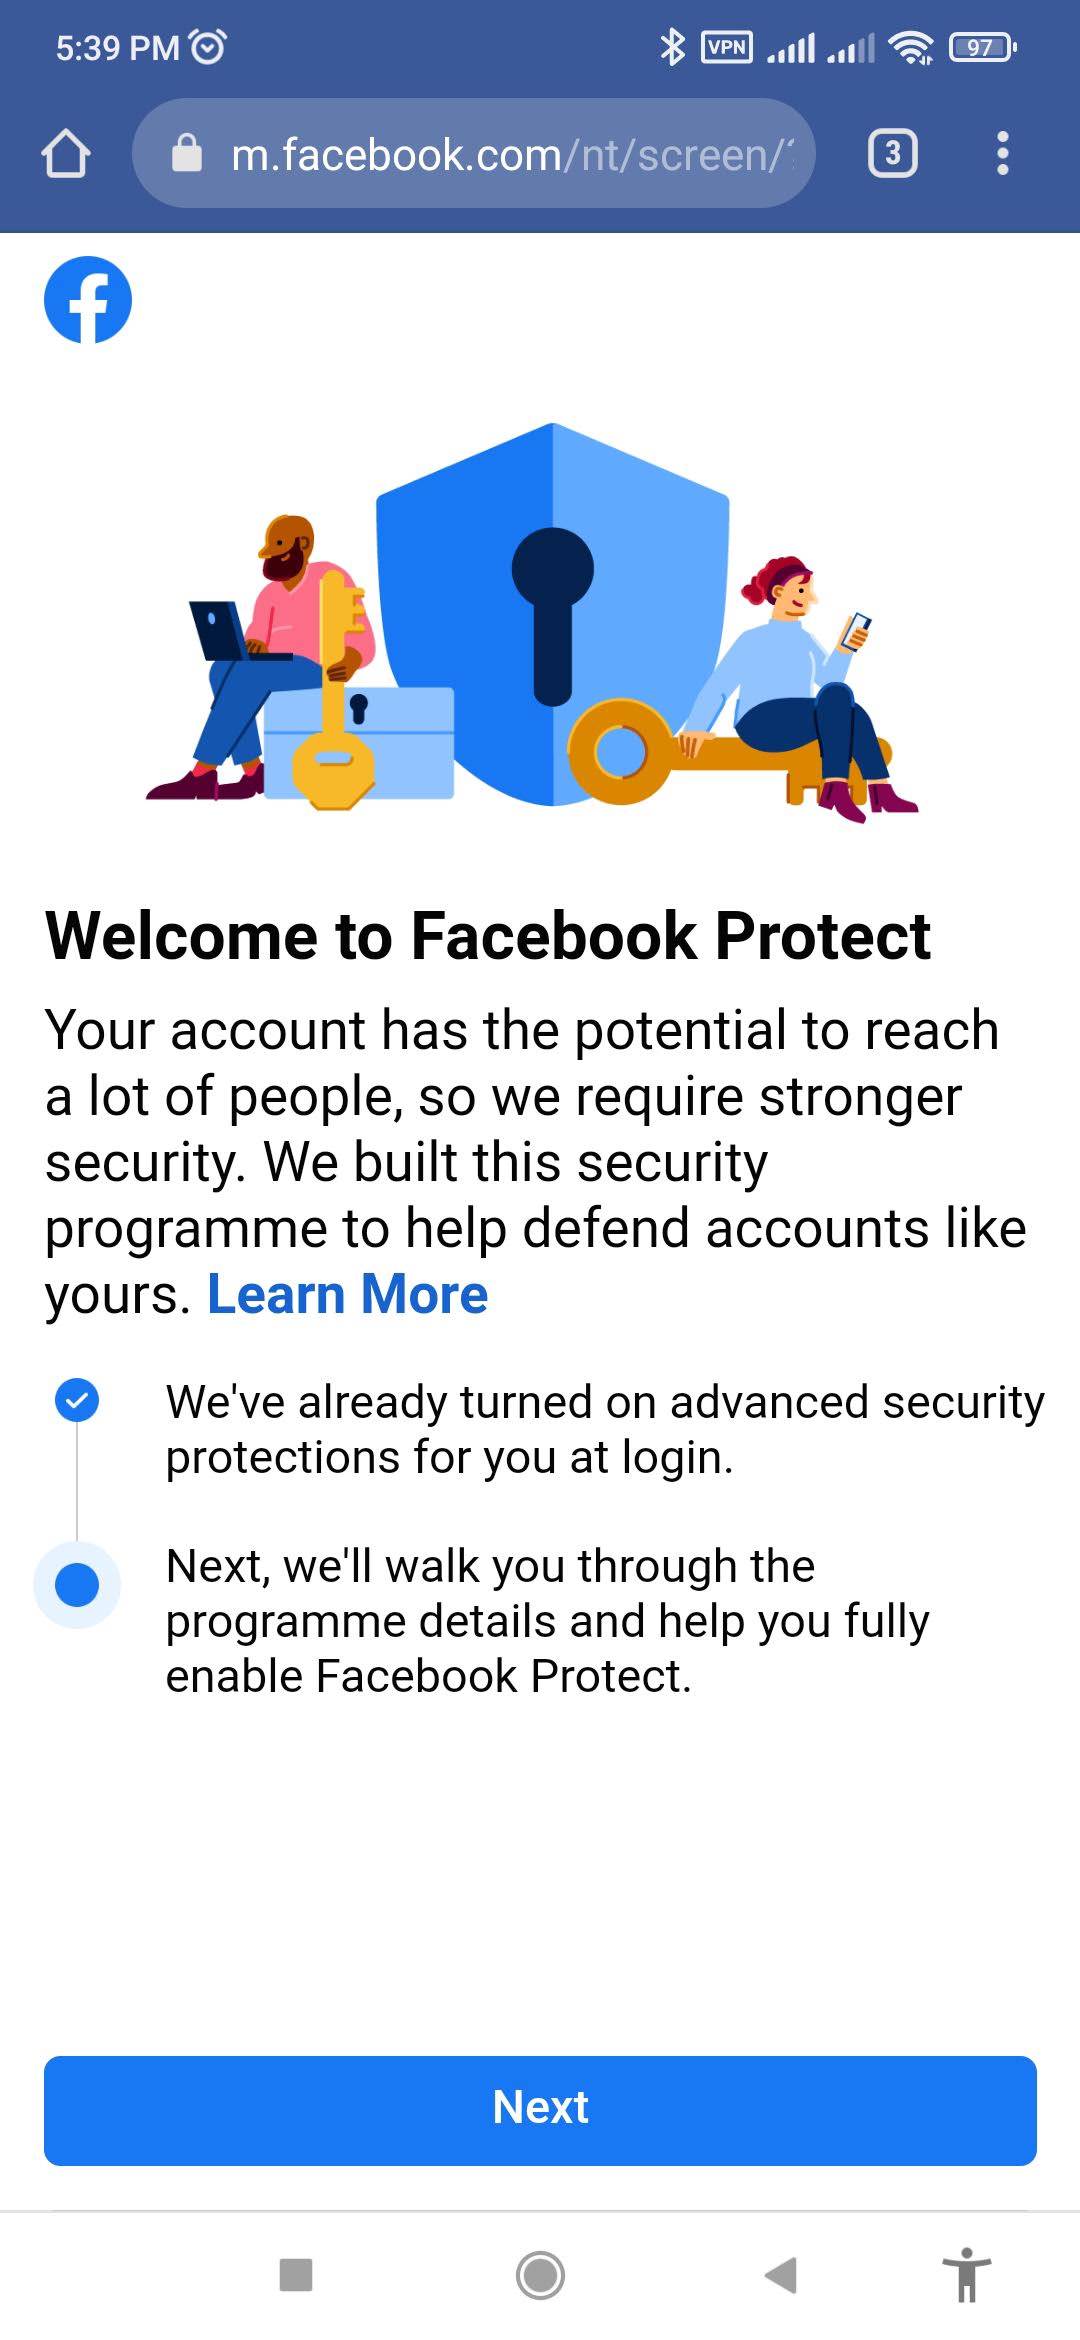 5:39 PM
VPN
97
m.facebook.com/nt/screen/?
3
Welcome to Facebook Protect
Your account has the potential to reach
a lot of people, so we require stronger
security. We built this security
programme to help defend accounts like
yours. Learn More
We've already turned on advanced security
protections for you at login.
Next, we'll walk you through the
programme details and help you fully
enable Facebook Protect.
Next